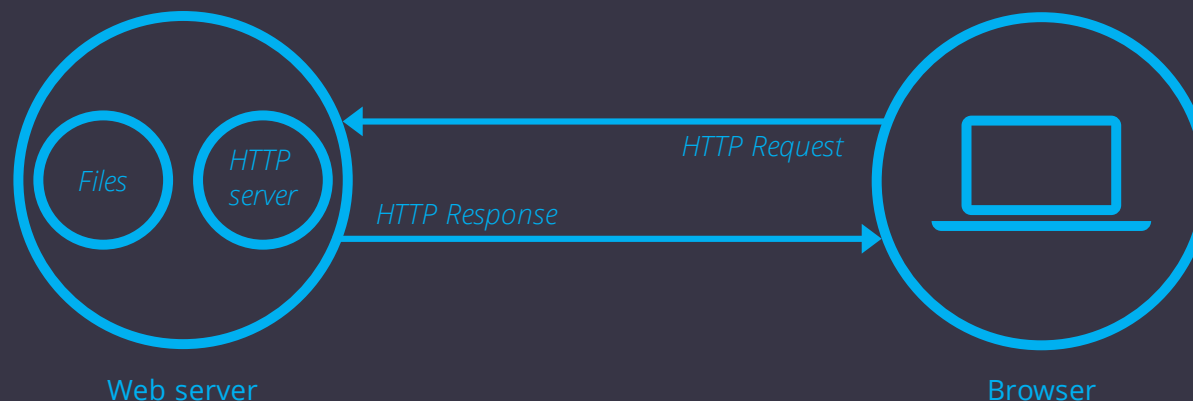 Files
HTTP
server
HTTP Request
HTTP Response
Web server
Browser